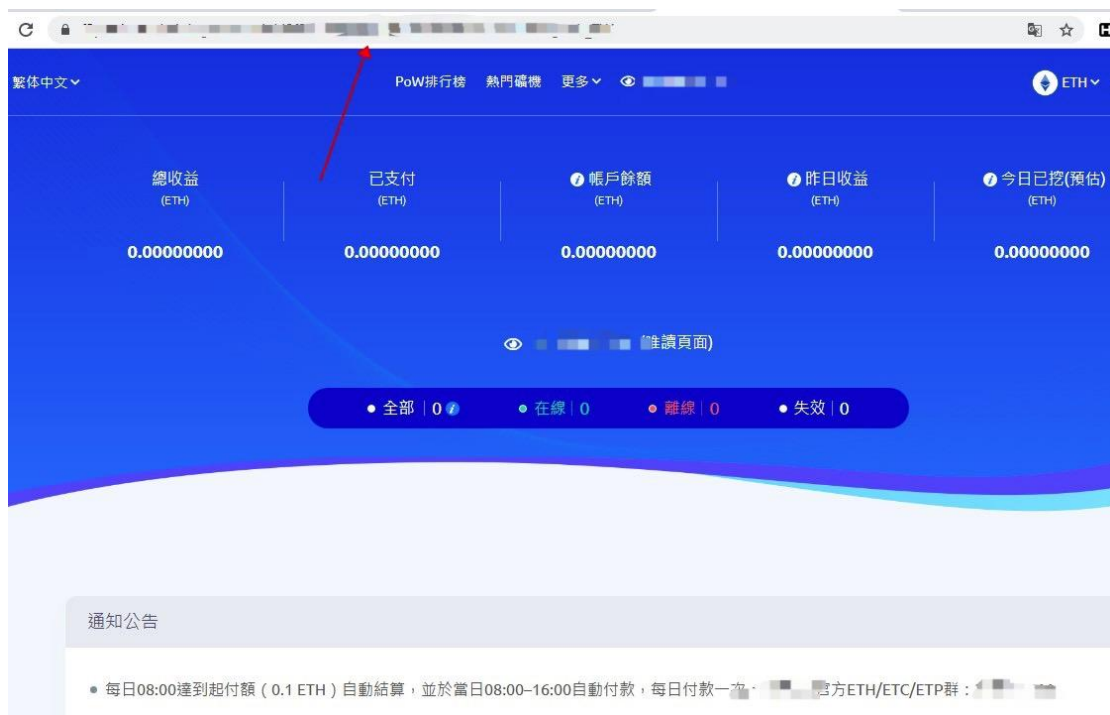 繁体中文 PoW排行榜 熱門礦機 更多 ETH
總收益 已支付 帳戶餘額 昨日收益 今日已挖(預估)
(ETH) (ETH) (ETH) (ETH) (ETH)
0.00000000 0.00000000 0.00000000 0.00000000 0.00000000
(唯讀頁面)
全部 | 0 在線 | 0 離線 | 0 失效 | 0
通知公告
每日08:00達到起付額(0.1 ETH)自動結算,並於當日08:00–16:00自動付款,每日付款一次 官方ETH/ETC/ETP群: